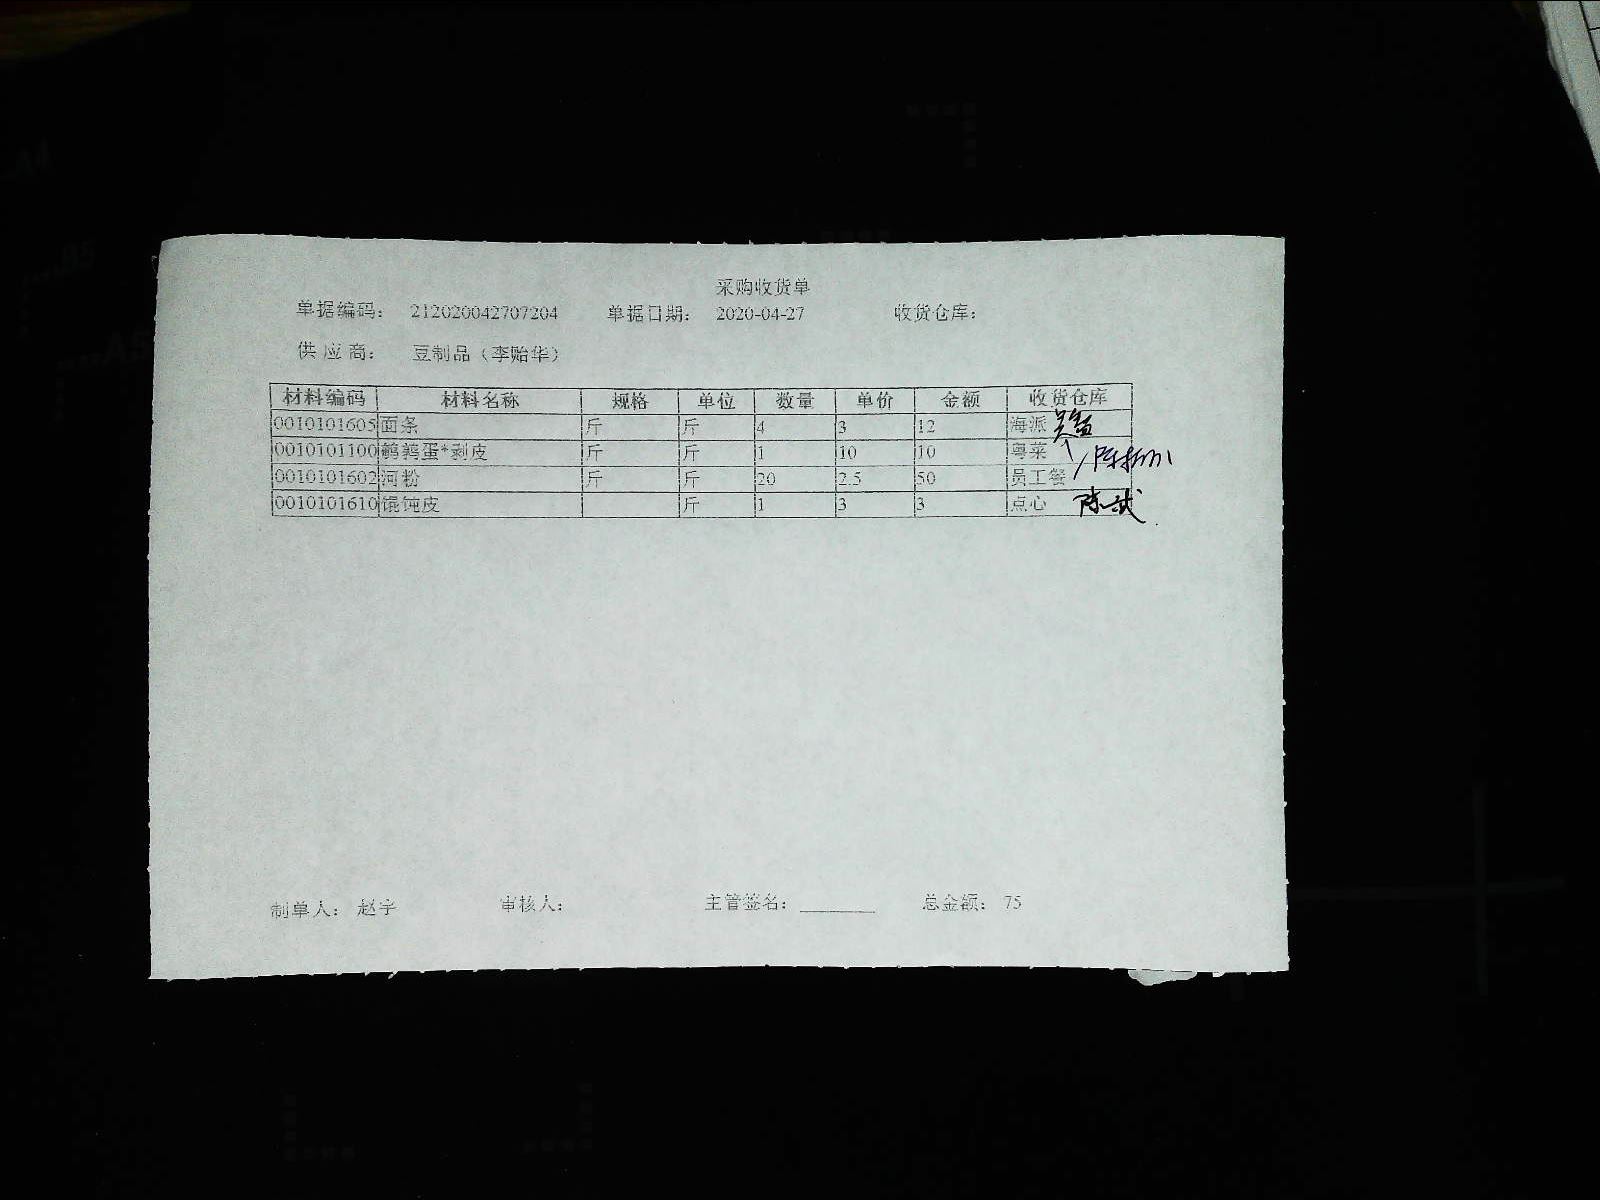 采购收货单
单据编码： 212020042707204 单据日期： 2020-04-27 收货仓库：
供 应 商： 豆制品（李贻华）
材料编码 材料名称 规格 单位 数量 单价 金额 收货仓库
0010101605 面条 斤 斤 4 3 12 海派
0010101100 鹌鹑蛋*剥皮 斤 斤 1 10 10 粤菜
0010101602 河粉 斤 斤 20 2.5 50 员工餐
0010101610 馄饨皮 斤 1 3 3 点心
制单人： 赵宇 审核人： 主管签名： 总金额： 75